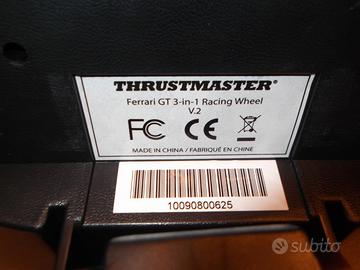 THRUSTMASTER®
Ferrari GT 3-in-1 Racing Wheel
V.2
FC CE
MADE IN CHINA / FABRIQUÉ EN CHINE
10090800625
subito